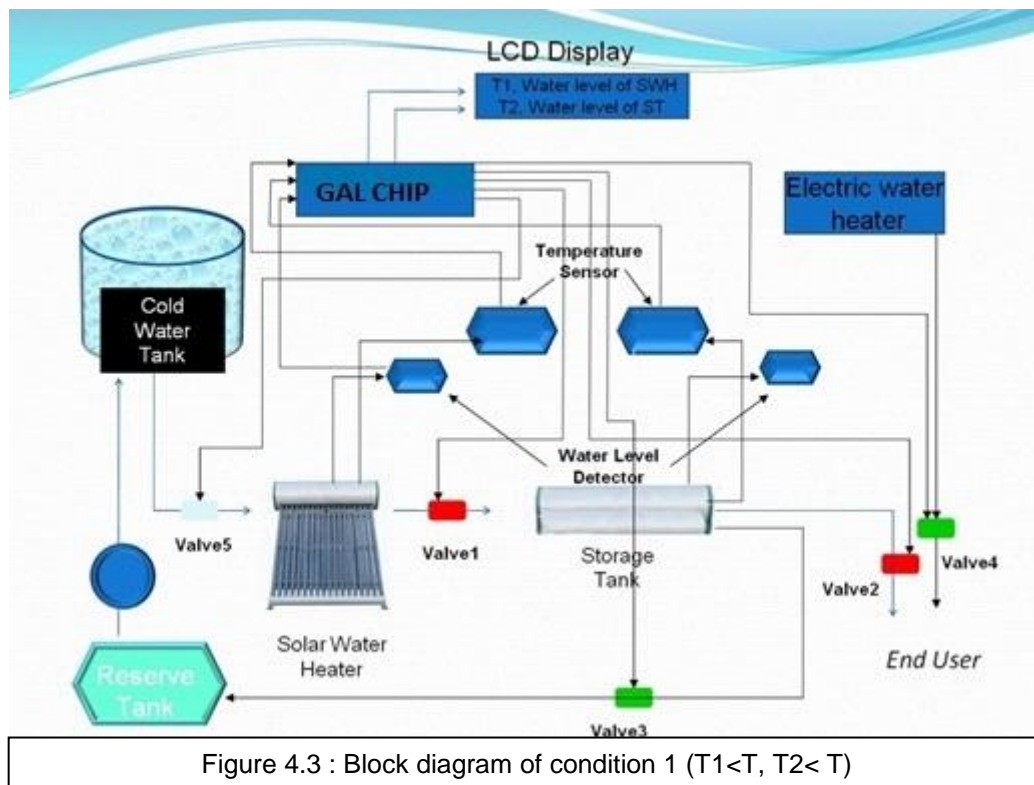 LCD Display
T1, Water level of SWH
T2, Water level of ST
GAL CHIP
Electric water
heater
Temperature
Sensor
Cold
Water
Tank
Water Level
Detector
Valve5
Valve1
Storage
Tank
Valve2
Valve4
Solar Water
Heater
End User
Reserve
Tank
Valve3
Figure 4.3 : Block diagram of condition 1 (T1<T, T2< T)